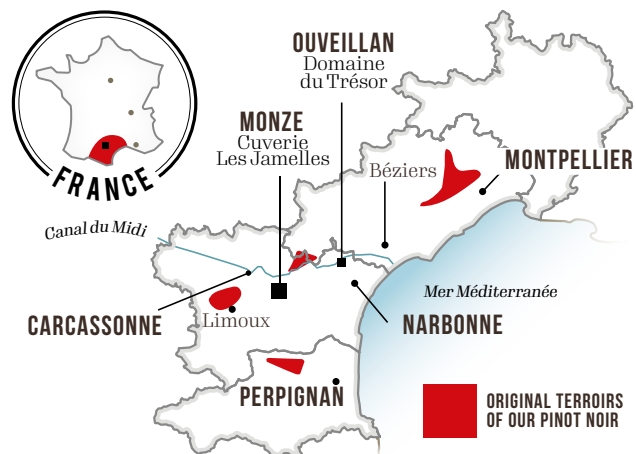 OUVEILLAN
Domaine
du Trésor
MONZE
Cuverie
Les Jamelles
Béziers
MONTPELLIER
FRANCE
Canal du Midi
Mer Méditerranée
CARCASSONNE
Limoux
NARBONNE
PERPIGNAN
ORIGINAL TERROIRS
OF OUR PINOT NOIR